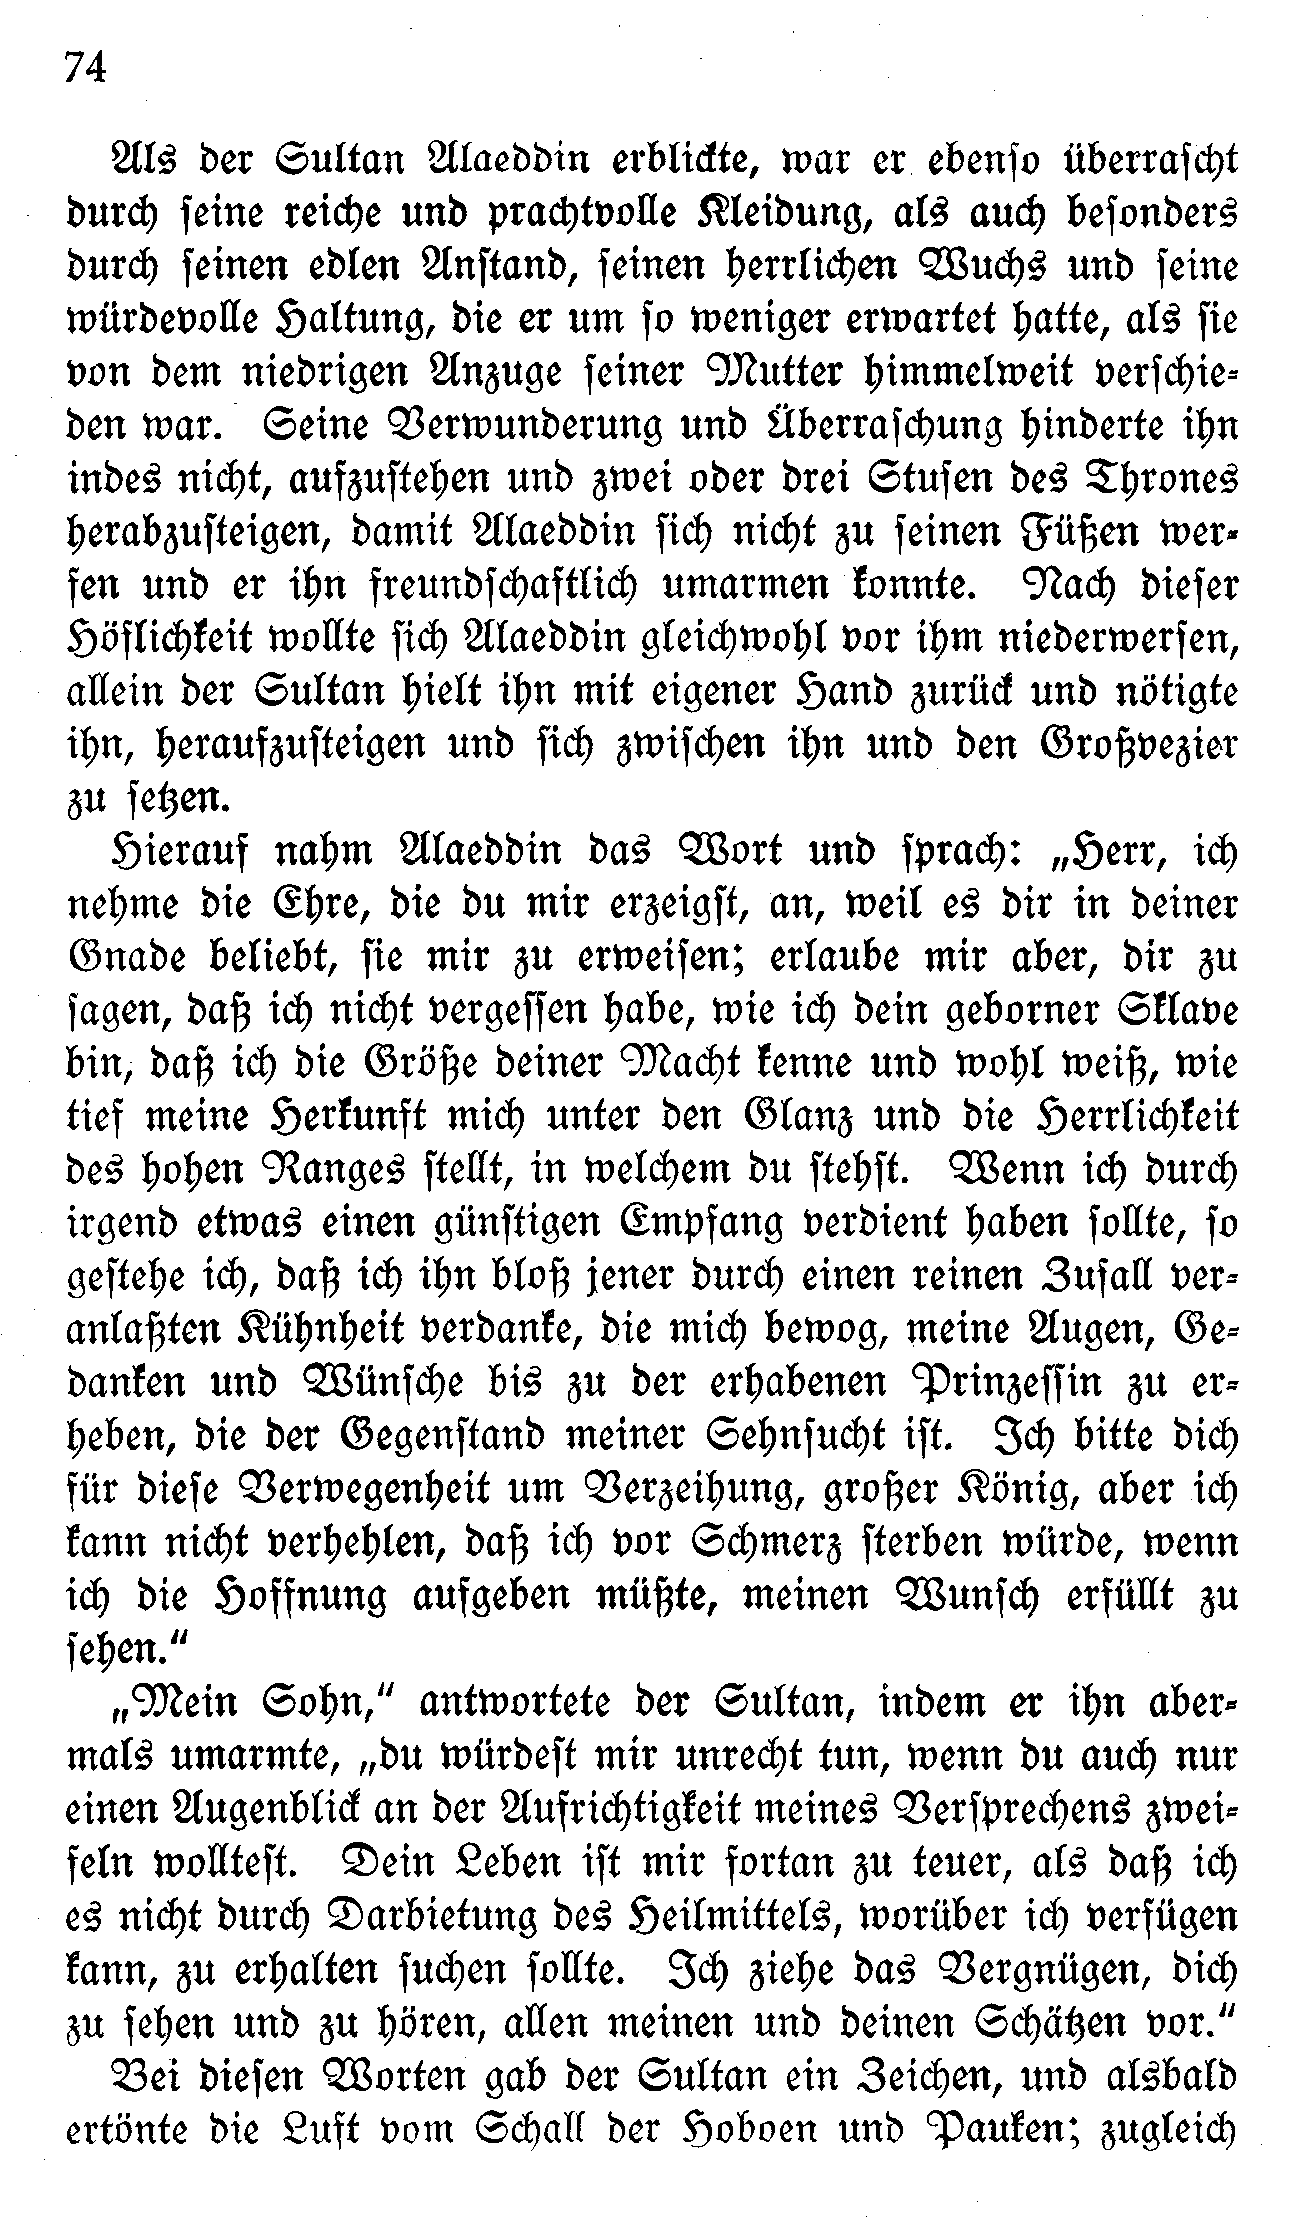 74
Als der Sultan Alaeddin erblickte, war er ebenso überrascht
durch seine reiche und prachtvolle Kleidung, als auch besonders
durch seinen edlen Anstand, seinen herrlichen Wuchs und seine
würdevolle Haltung, die er um so weniger erwartet hatte, als sie
von dem niedrigen Anzuge seiner Mutter himmelweit verschie-
den war. Seine Verwunderung und Überraschung hinderte ihn
indes nicht, aufzustehen und zwei oder drei Stufen des Thrones
herabzusteigen, damit Alaeddin sich nicht zu seinen Füßen wer-
fen und er ihn freundschaftlich umarmen konnte. Nach dieser
Höflichkeit wollte sich Alaeddin gleichwohl vor ihm niederwerfen,
allein der Sultan hielt ihn mit eigener Hand zurück und nötigte
ihn, heraufzusteigen und sich zwischen ihn und den Großvezier
zu setzen.
Hierauf nahm Alaeddin das Wort und sprach: „Herr, ich
nehme die Ehre, die du mir erzeigst, an, weil es dir in deiner
Gnade beliebt, sie mir zu erweisen; erlaube mir aber, dir zu
sagen, daß ich nicht vergessen habe, wie ich dein geborner Sklave
bin, daß ich die Größe deiner Macht kenne und wohl weiß, wie
tief meine Herkunft mich unter den Glanz und die Herrlichkeit
des hohen Ranges stellt, in welchem du stehst. Wenn ich durch
irgend etwas einen günstigen Empfang verdient haben sollte, so
gestehe ich, daß ich ihn bloß jener durch einen reinen Zufall ver-
anlaßten Kühnheit verdanke, die mich bewog, meine Augen, Ge-
danken und Wünsche bis zu der erhabenen Prinzessin zu er-
heben, die der Gegenstand meiner Sehnsucht ist. Ich bitte dich
für diese Verwegenheit um Verzeihung, großer König, aber ich
kann nicht verhehlen, daß ich vor Schmerz sterben würde, wenn
ich die Hoffnung aufgeben müßte, meinen Wunsch erfüllt zu
sehen.“
„Mein Sohn,“ antwortete der Sultan, indem er ihn aber-
mals umarmte, „du würdest mir unrecht tun, wenn du auch nur
einen Augenblick an der Aufrichtigkeit meines Versprechens zwei-
feln wolltest. Dein Leben ist mir fortan zu teuer, als daß ich
es nicht durch Darbietung des Heilmittels, worüber ich verfügen
kann, zu erhalten suchen sollte. Ich ziehe das Vergnügen, dich
zu sehen und zu hören, allen meinen und deinen Schätzen vor.“
Bei diesen Worten gab der Sultan ein Zeichen, und alsbald
ertönte die Luft vom Schall der Hoboen und Pauken; zugleich